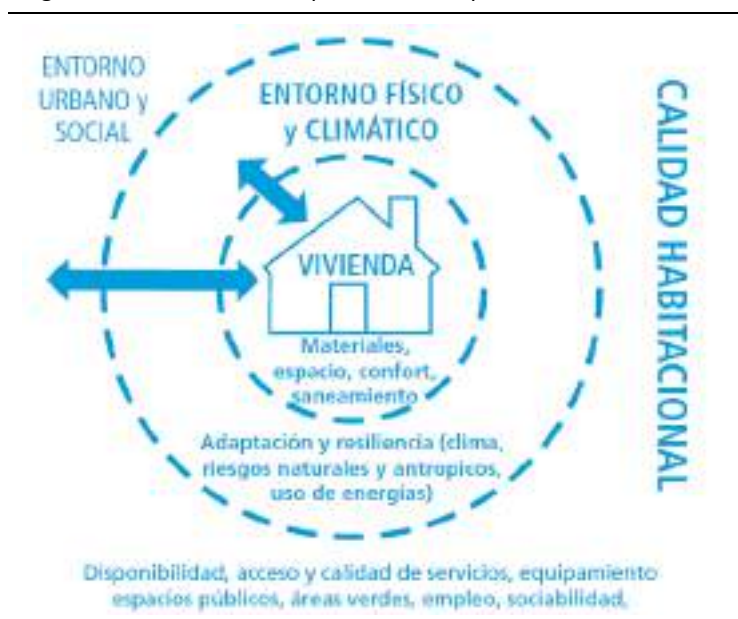 ENTORNO
URBANO y
SOCIAL
ENTORNO FÍSICO
y CLIMÁTICO
VIVIENDA
Materiales,
espacio, confort,
saneamiento
Adaptación y resiliencia (clima,
riesgos naturales y antropicos,
uso de energías)
Disponibilidad, acceso y calidad de servicios, equipamiento
espacios públicos, áreas verdes, empleo, sociabilidad,
CALIDAD HABITACIONAL